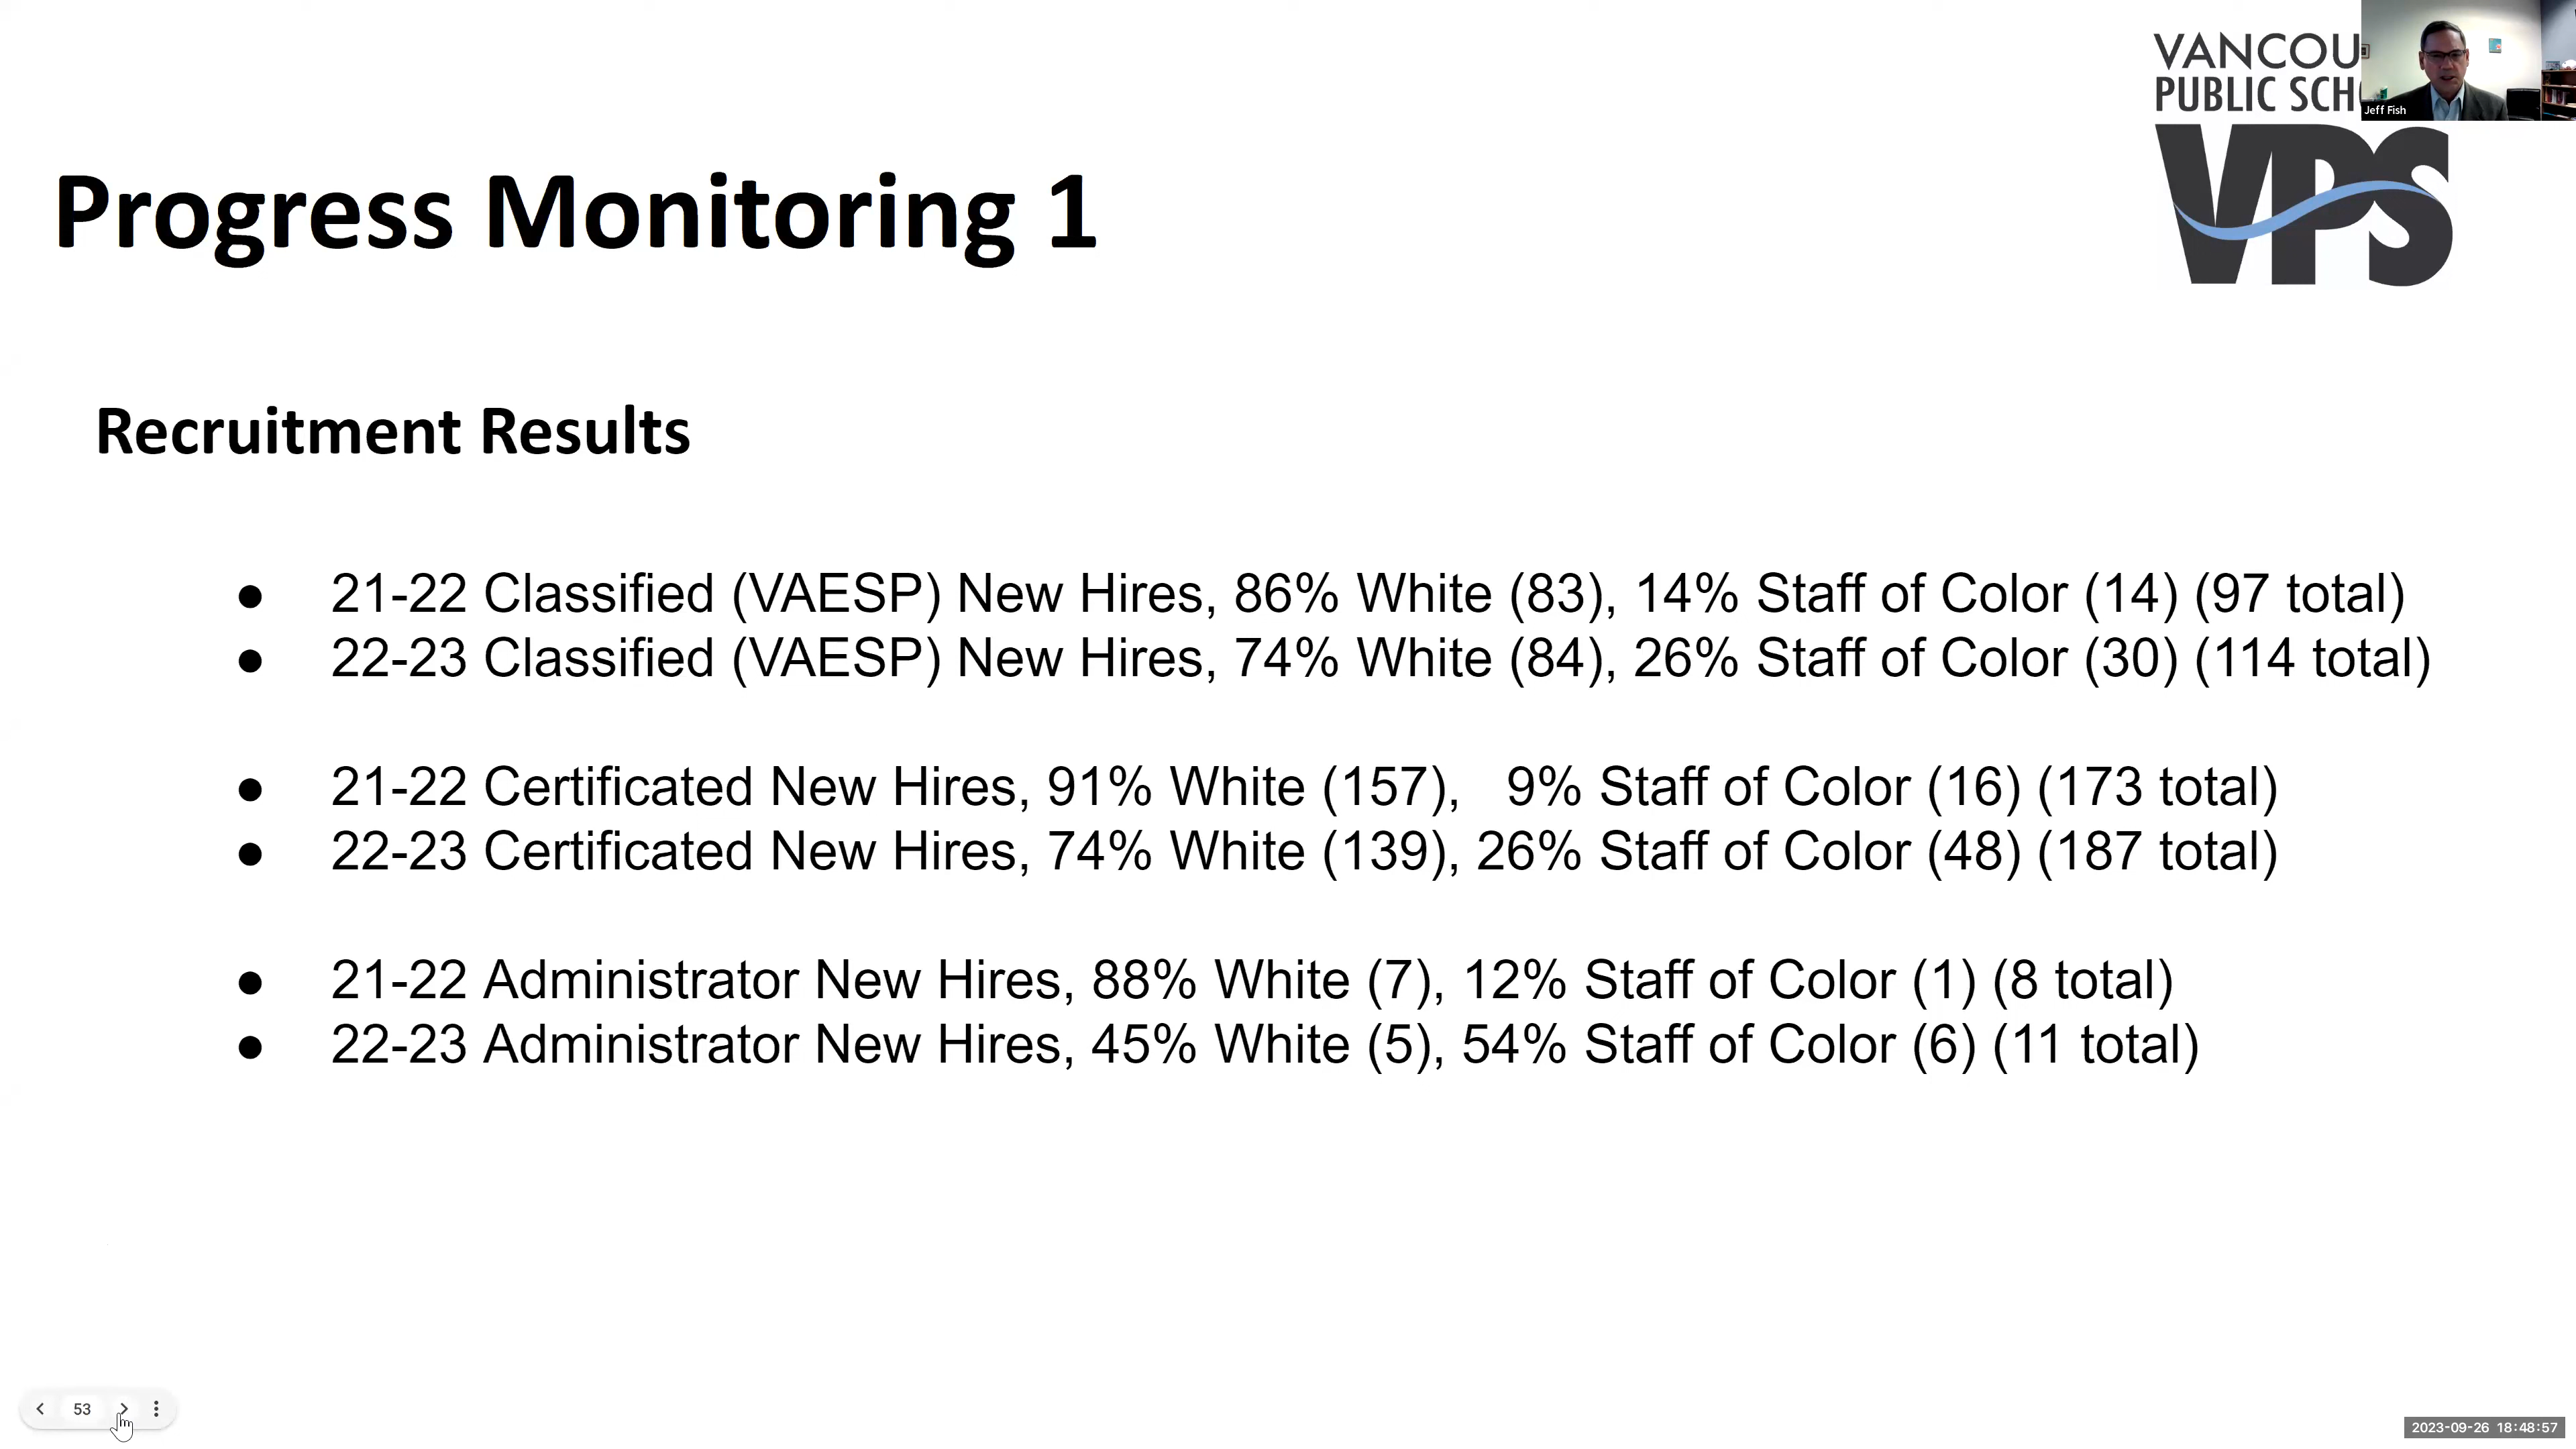 VANCOU
PUBLIC SCH
Jeff Fish
VPS
Progress Monitoring 1
Recruitment Results
● 21-22 Classified (VAESP) New Hires, 86% White (83), 14% Staff of Color (14) (97 total)
● 22-23 Classified (VAESP) New Hires, 74% White (84), 26% Staff of Color (30) (114 total)
● 21-22 Certificated New Hires, 91% White (157), 9% Staff of Color (16) (173 total)
● 22-23 Certificated New Hires, 74% White (139), 26% Staff of Color (48) (187 total)
● 21-22 Administrator New Hires, 88% White (7), 12% Staff of Color (1) (8 total)
● 22-23 Administrator New Hires, 45% White (5), 54% Staff of Color (6) (11 total)
53
2023-09-26 18:48:57